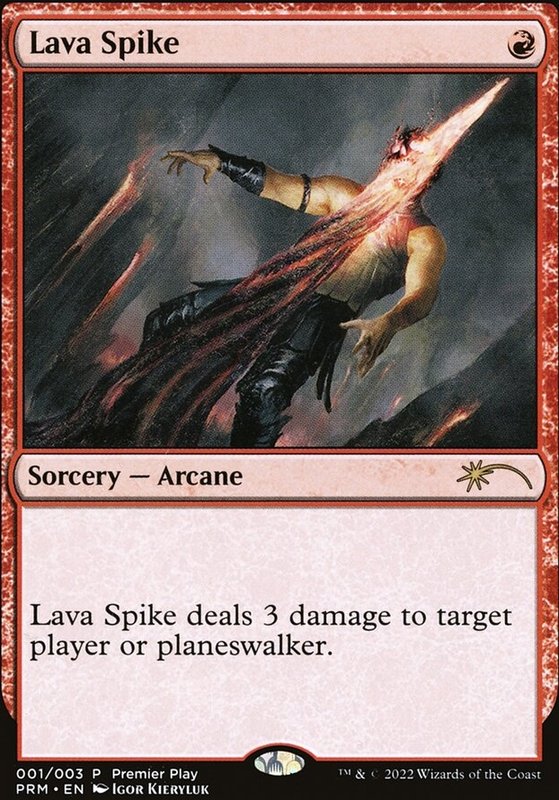 Lava Spike
Sorcery — Arcane
Lava Spike deals 3 damage to target
player or planeswalker.
001/003 P Premier Play
PRM • EN Igor Kieryluk
™ & © 2022 Wizards of the Coast